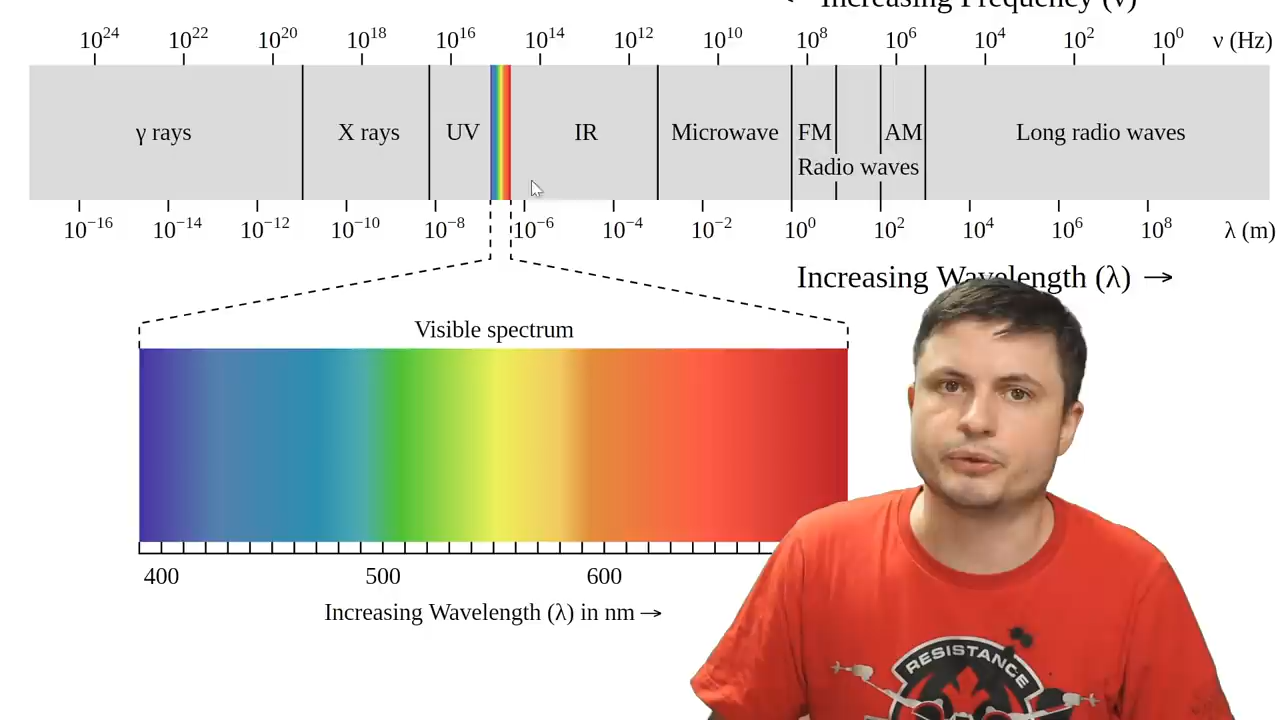 Increasing Frequency (ν)
10²⁴ 10²² 10²⁰ 10¹⁸ 10¹⁶ 10¹⁴ 10¹² 10¹⁰ 10⁸ 10⁶ 10⁴ 10² 10⁰ ν (Hz)
γ rays X rays UV IR Microwave FM AM Long radio waves
Radio waves
10⁻¹⁶ 10⁻¹⁴ 10⁻¹² 10⁻¹⁰ 10⁻⁸ 10⁻⁶ 10⁻⁴ 10⁻² 10⁰ 10² 10⁴ 10⁶ 10⁸ λ (m)
Increasing Wavelength (λ) →
Visible spectrum
400 500 600
Increasing Wavelength (λ) in nm →
RESISTANCE